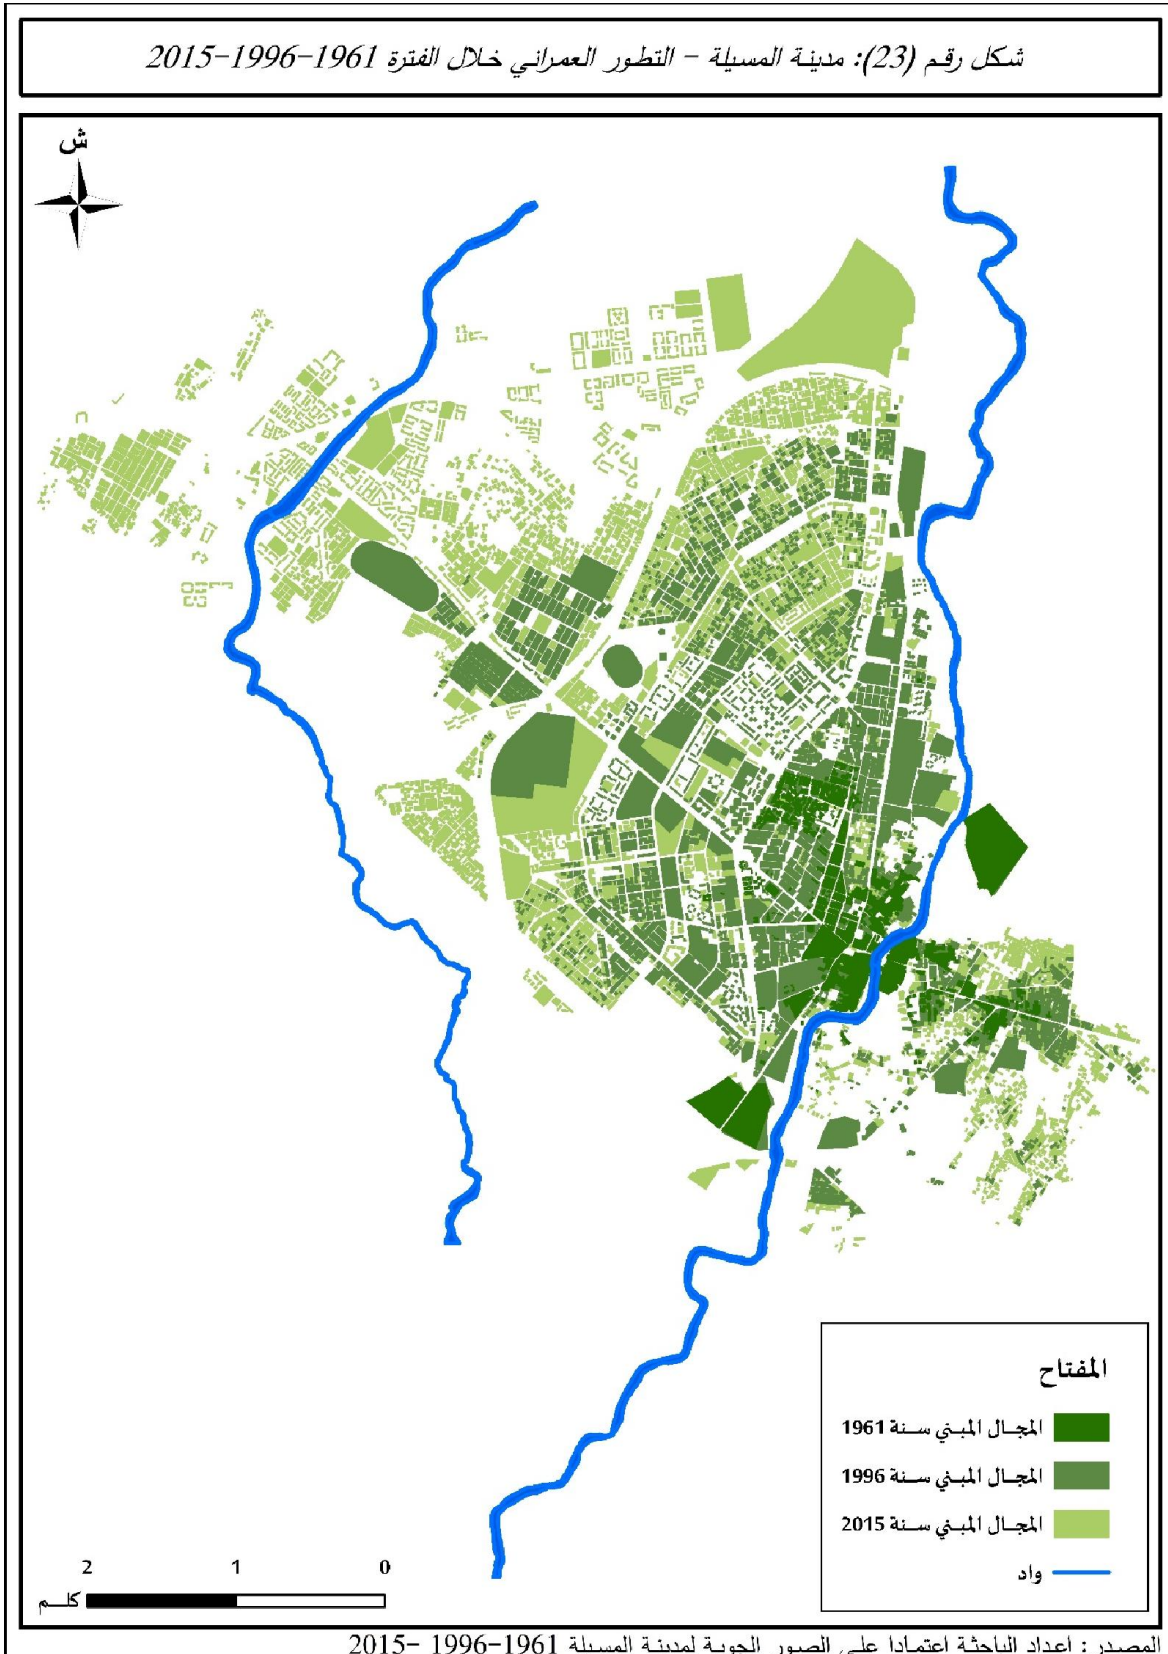 شكل رقم (23): مدينة المسيلة - التطور العمراني خلال الفترة 1961-1996-2015
ش
المفتاح
المجال المبني سنة 1961
المجال المبني سنة 1996
المجال المبني سنة 2015
واد
2 1 0
كلم
المصدر : اعداد الباحثة اعتمادا على الصور الجوية لمدينة المسيلة 1961-1996 -2015